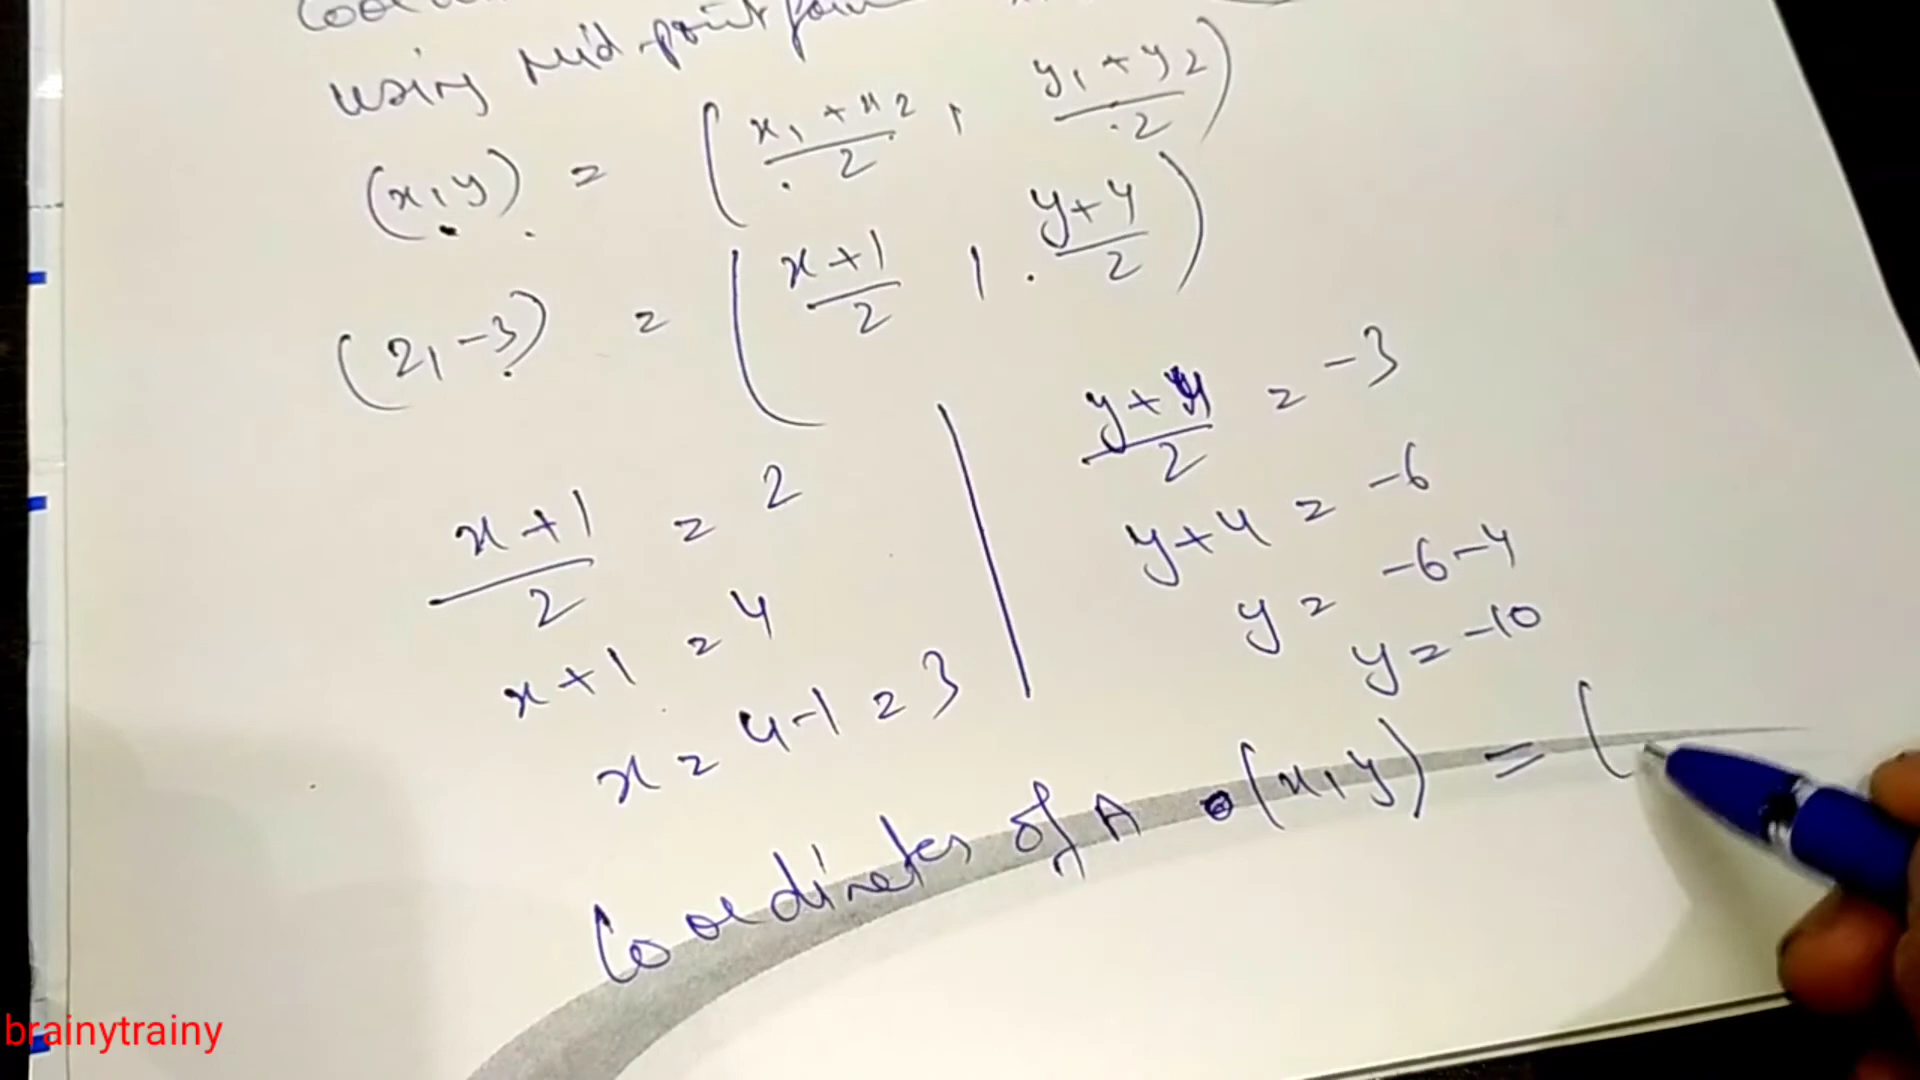 using Mid-point
(x,y) = (x₁+x₂/2, y₁+y₂/2)
(2,-3) = (x+1/2, y+4/2)
x+1/2 = 2
x+1 = 4
x = 4-1 = 3
y+4/2 = -3
y+4 = -6
y = -6-4
y = -10
Coordinates of A (x,y) = (
brainytrainy